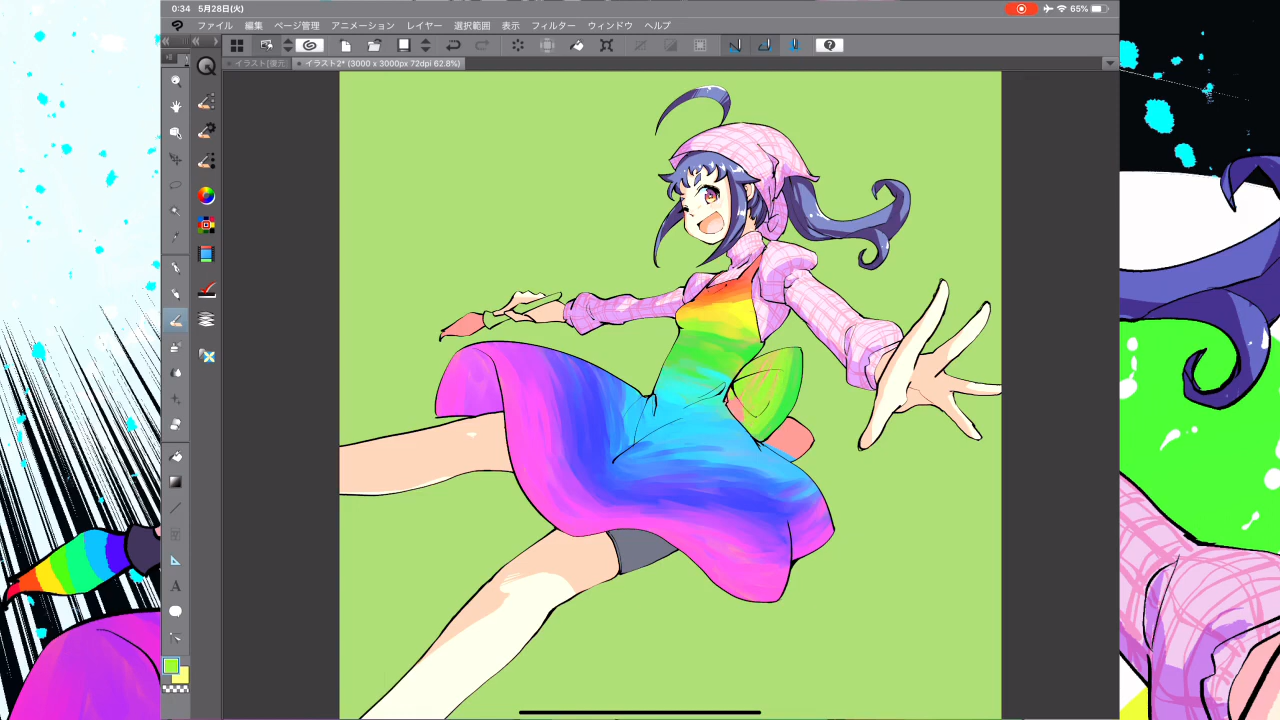 0:34 5月28日(火)
65%
ファイル 編集 ページ管理 アニメーション レイヤー 選択範囲 表示 フィルター ウィンドウ ヘルプ
イラスト[復元 イラスト2* (3000 x 3000px 72dpi 62.8%)
A